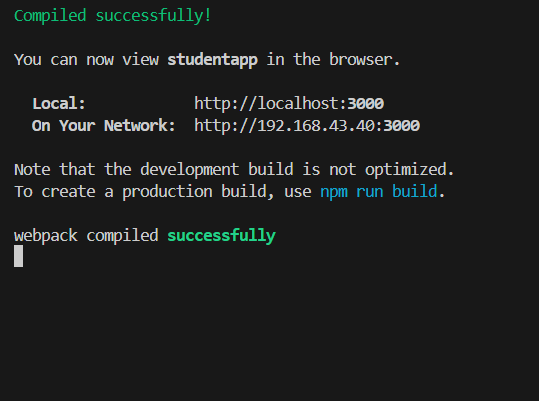 Compiled successfully!
You can now view studentapp in the browser.
Local: http://localhost:3000
On Your Network: http://192.168.43.40:3000
Note that the development build is not optimized.
To create a production build, use npm run build.
webpack compiled successfully